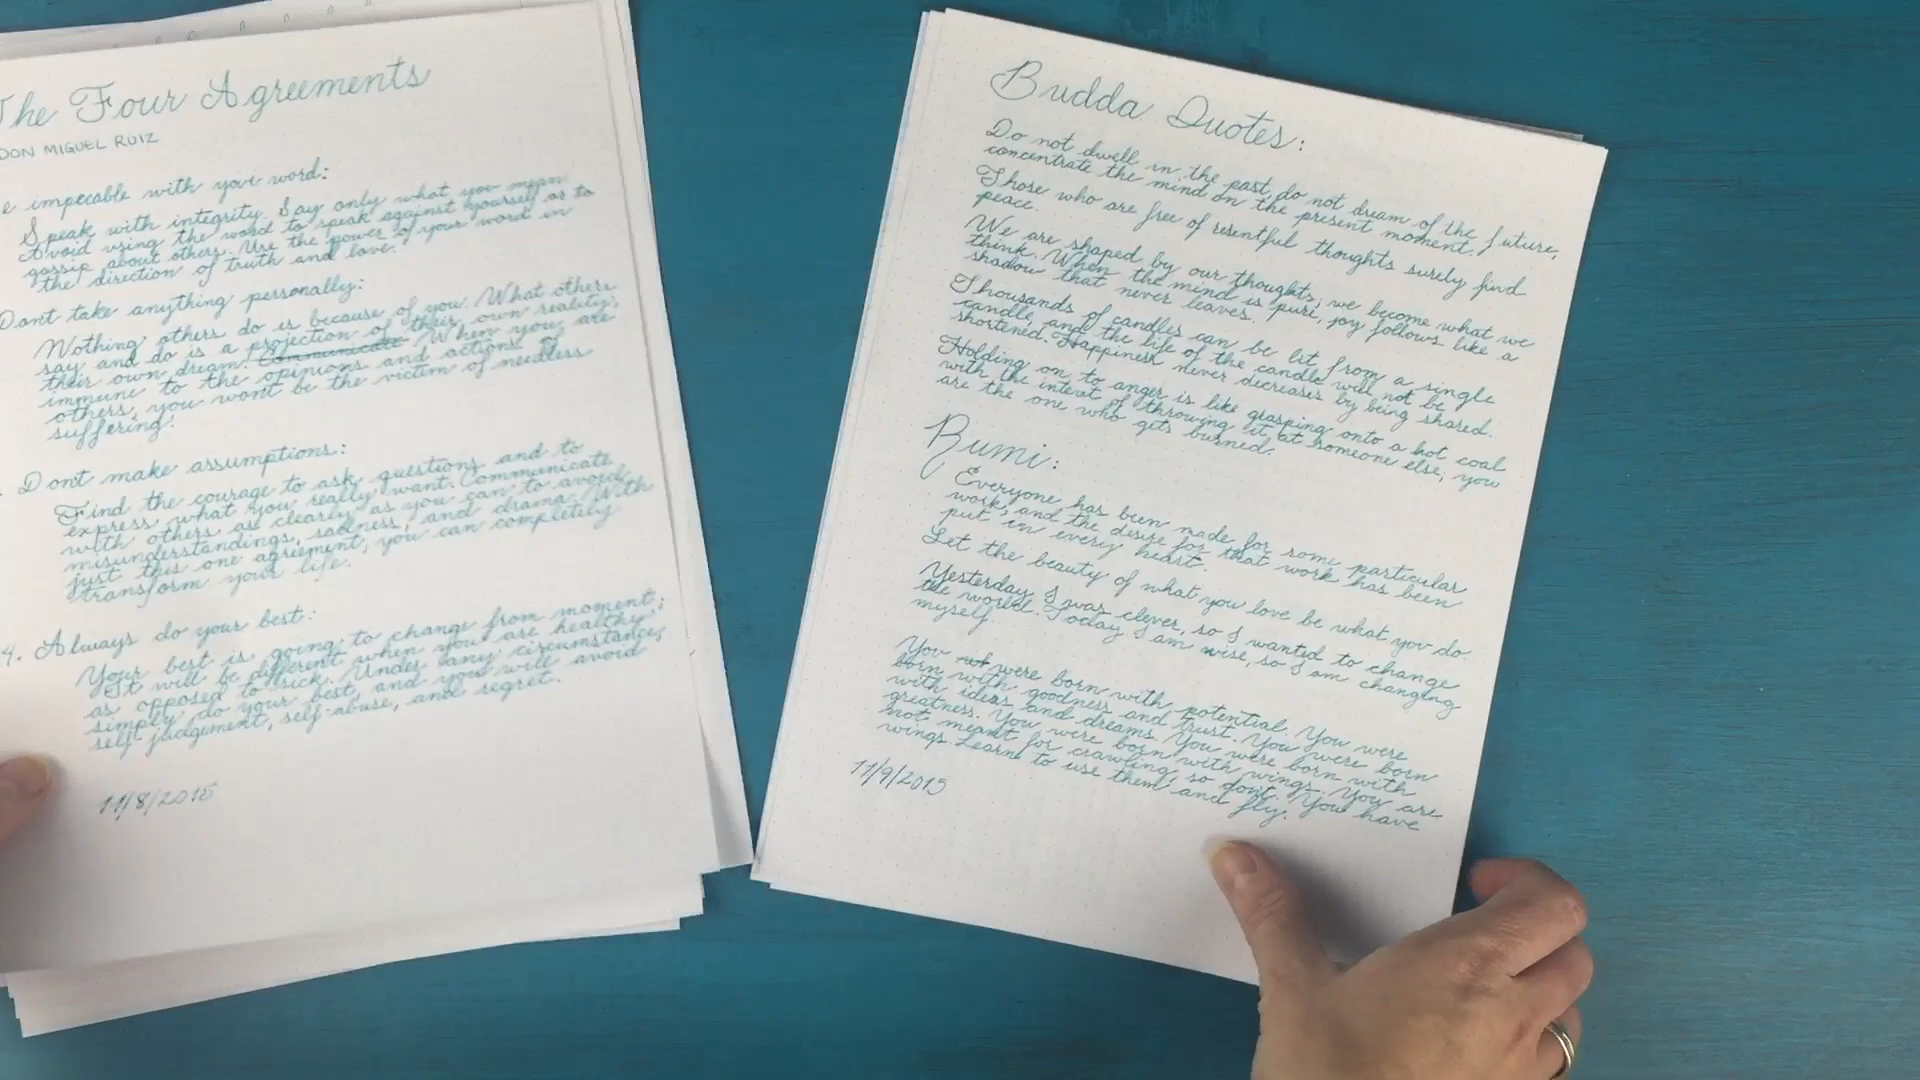 The Four Agreements
DON MIGUEL RUIZ
e impecable with your word:
Speak with integrity. Say only what you mean.
Avoid using the word to speak against yourself as to
gossip about others. Use the power of your word in
the direction of truth and love.
Dont take anything personally:
Nothing others do is because of you. What others
say and do is a projection of their own reality,
their own dream. Communicate When you are
immune to the opinions and actions of
others, you wont be the victim of needless
suffering.
. Dont make assumptions:
Find the courage to ask questions and to
express what you really want. Communicate
with others as clearly as you can to avoid
misunderstandings, sadness, and drama. With
just this one agreement, you can completely
transform your life.
4. Always do your best:
Your best is going to change from moment;
It will be different when you are healthy
as opposed to sick. Under any circumstance,
simply do your best, and you will avoid
self judgement, self-abuse, and regret.
11/8/2015
Budda Quotes:
Do not dwell in the past, do not dream of the future,
concentrate the mind on the present moment.
Those who are free of resentful thoughts surely find
peace.
We are shaped by our thoughts; we become what we
think. When the mind is pure, joy follows like a
shadow that never leaves.
Thousands of candles can be lit from a single
candle, and the life of the candle will not be
shortened. Happiness never decreases by being shared.
Holding on to anger is like grasping onto a hot coal
with the intent of throwing it at someone else; you
are the one who gets burned.
Rumi:
Everyone has been made for some particular
work, and the desire for that work has been
put in every heart.
Let the beauty of what you love be what you do.
Yesterday I was clever, so I wanted to change
the world. Today I am wise, so I am changing
myself.
You not were born with potential. You were
born with goodness and trust. You were born
with ideas and dreams. You were born with
greatness. You were born with wings. You are
not meant for crawling, so dont. You have
wings. Learn to use them and fly.
11/9/2015